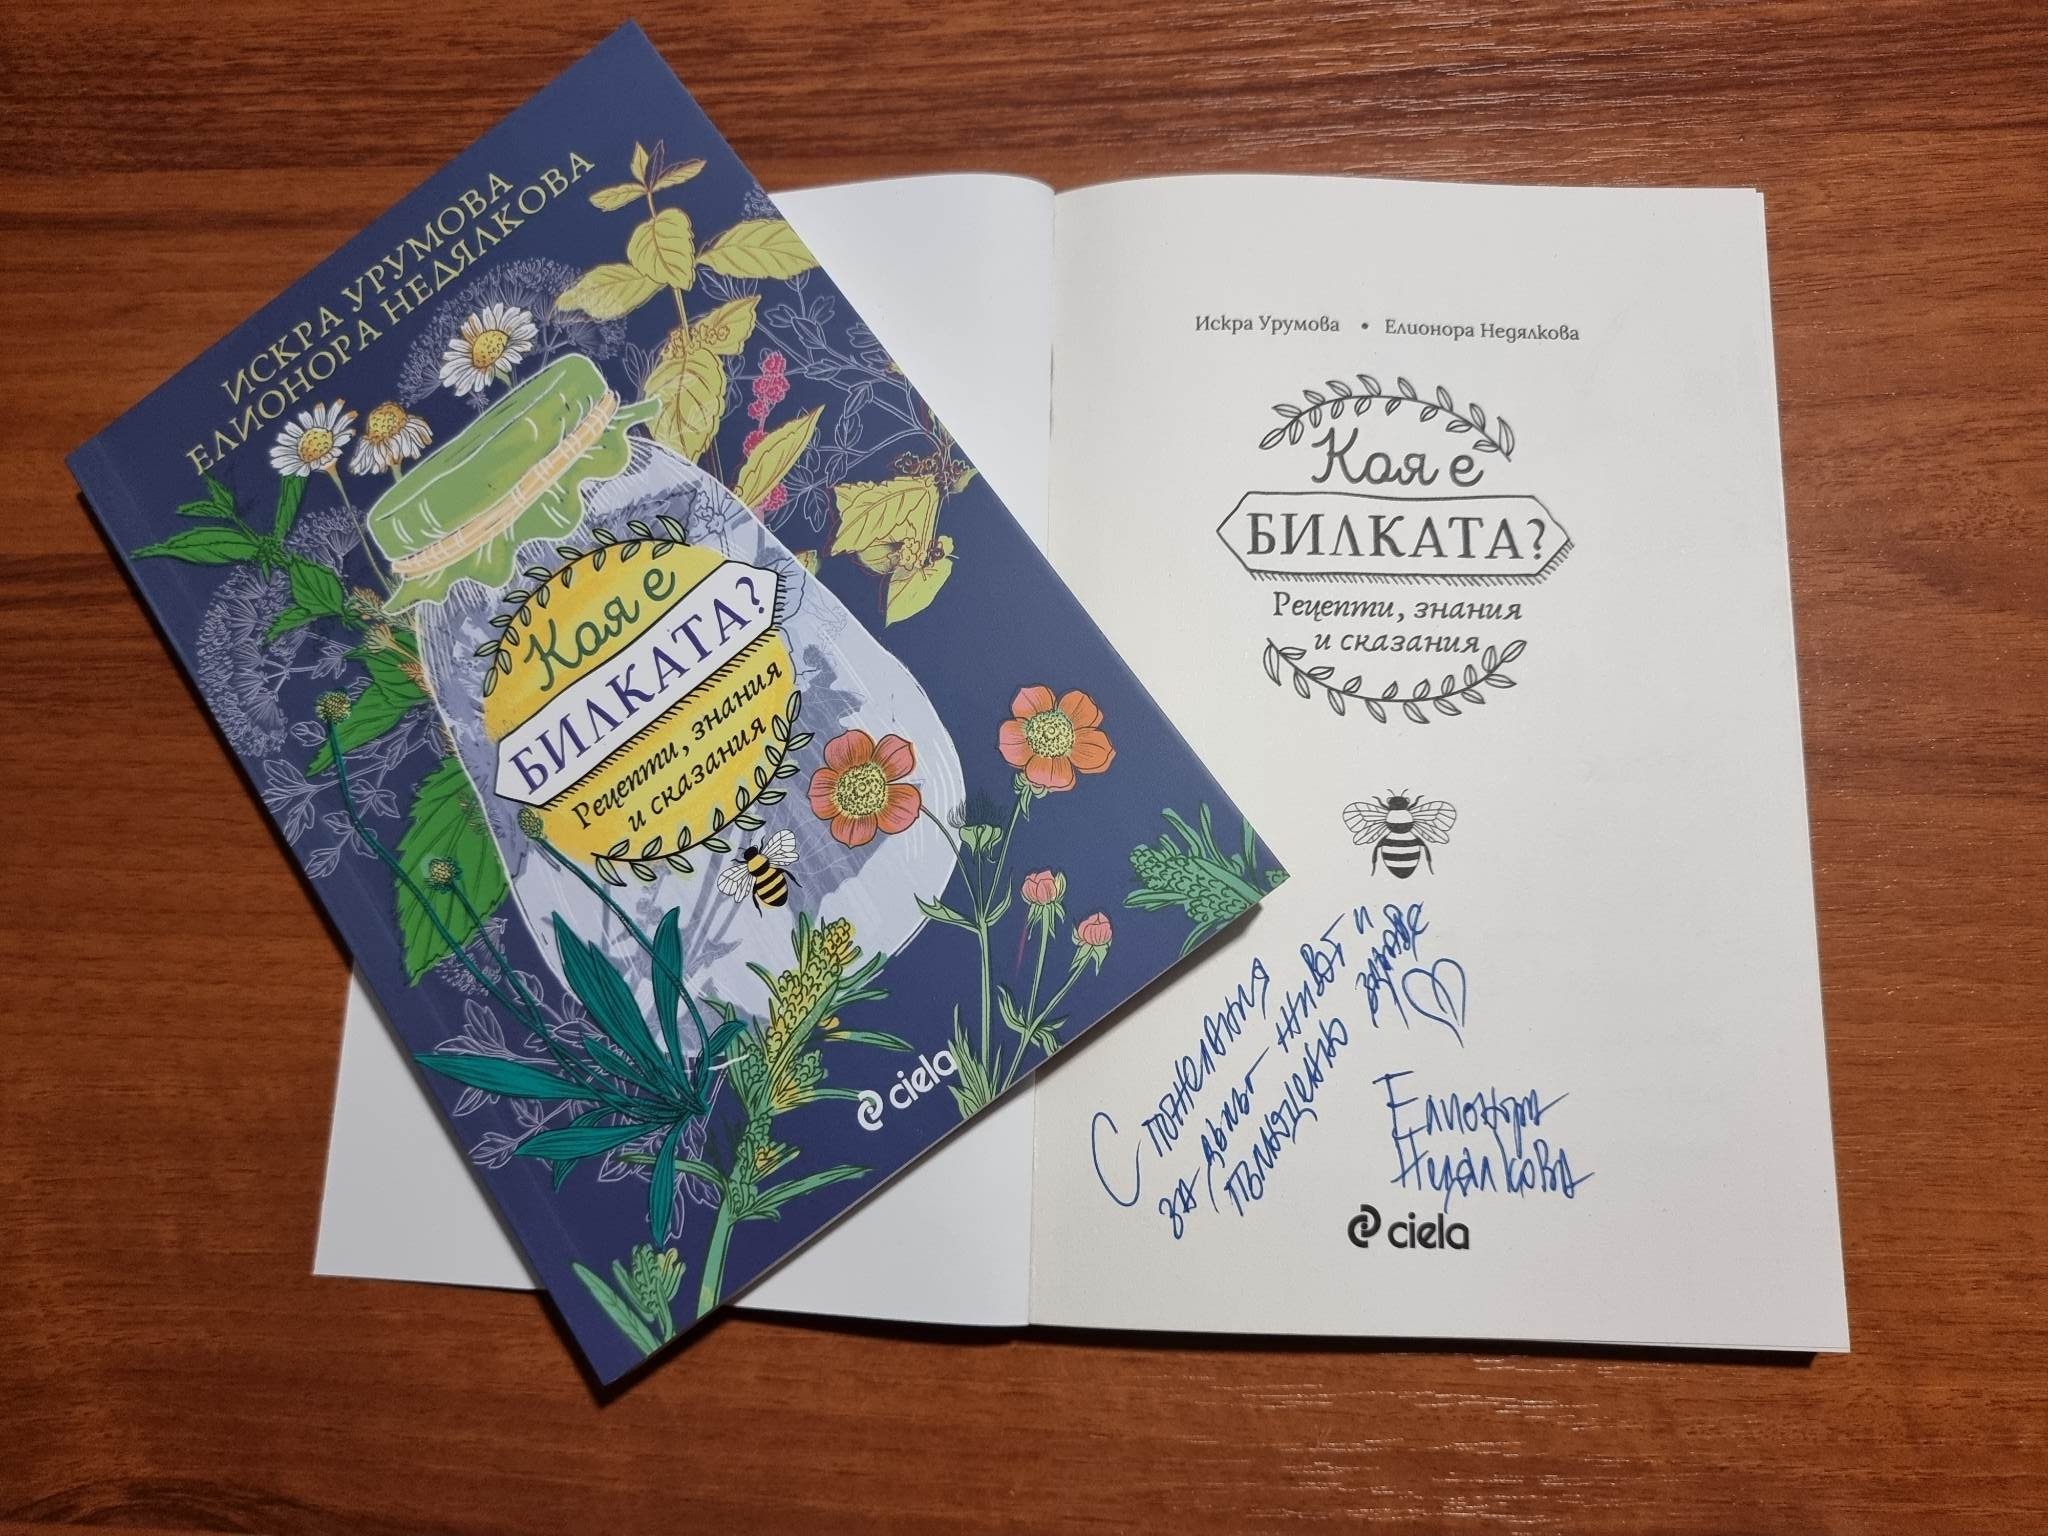 ИСКРА УРУМОВА
ЕЛИОНОРА НЕДЯЛКОВА
Коя е
БИЛКАТА?
Рецепти, знания
и сказания
ciela
Искра Урумова • Елионора Недялкова
Коя е
БИЛКАТА?
Рецепти, знания
и сказания
С пожелания
за дълъг живот и
пълноценно здраве
Елионора
Недялкова
ciela